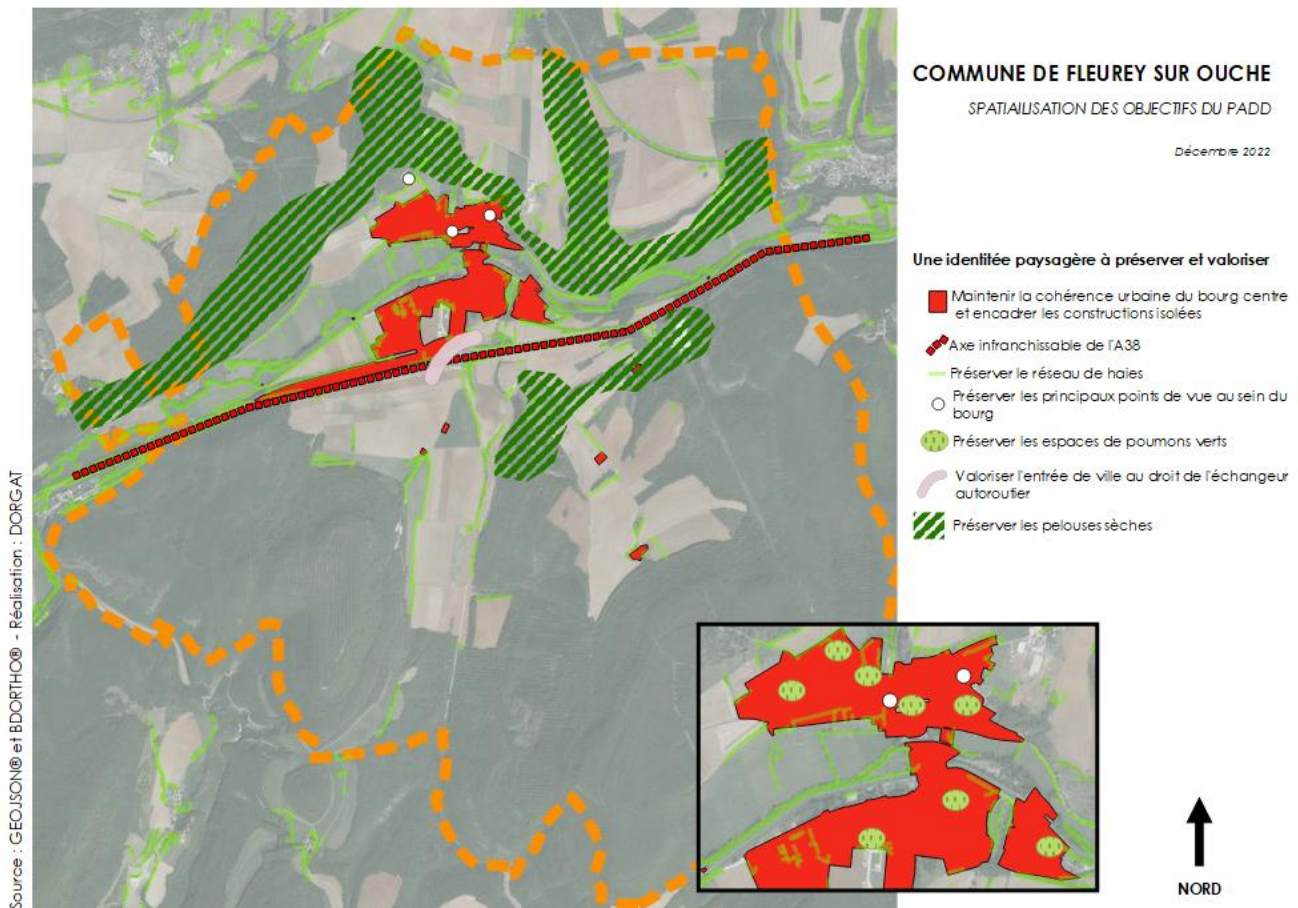 COMMUNE DE FLEUREY SUR OUCHE
SPATIAILISATION DES OBJECTIFS DU PADD
Décembre 2022
Une identitée paysagère à préserver et valoriser
Maintenir la cohérence urbaine du bourg centre
et encadrer les constructions isolées
Axe infranchissable de l'A38
Préserver le réseau de haies
Préserver les principaux points de vue au sein du
bourg
Préserver les espaces de poumons verts
Valoriser l'entrée de ville au droit de l'échangeur
autoroutier
Préserver les pelouses sèches
NORD
Source : GEOJSON® et BDORTHO® - Réalisation : DORGAT